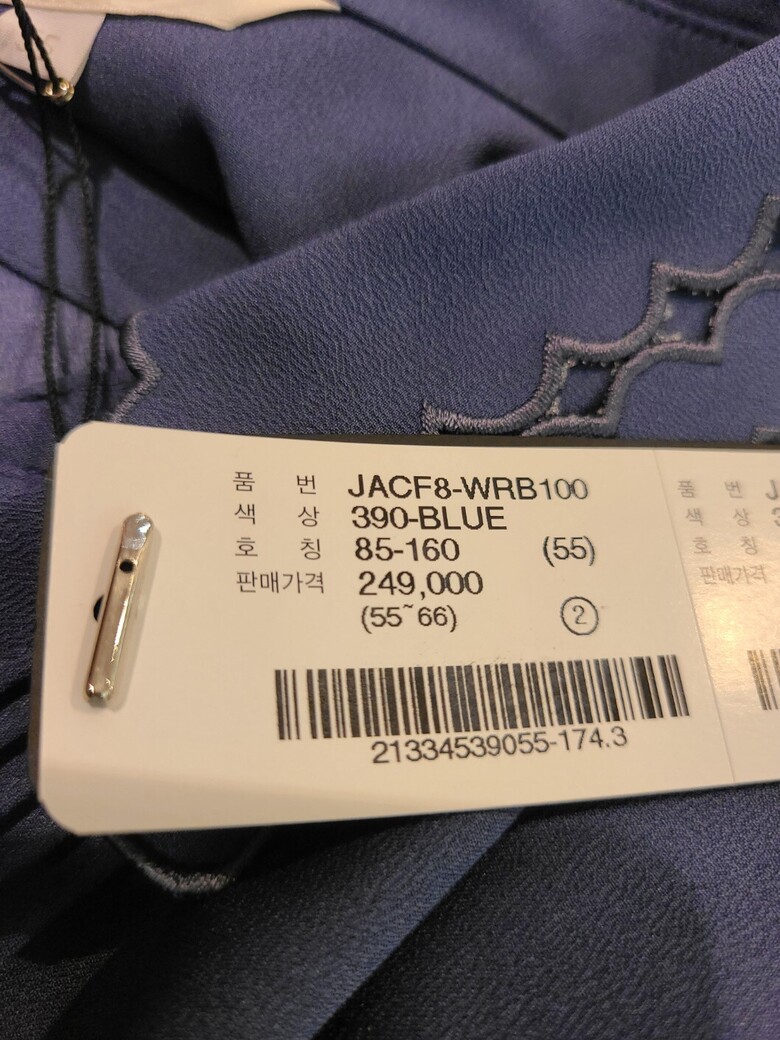 품 번 JACF8-WRB100
색 상 390-BLUE
호 칭 85-160 (55)
판매가격 249,000
(55~66) ②
21334539055-174.3
품 번 J
색 상 3
호 칭
판매가격